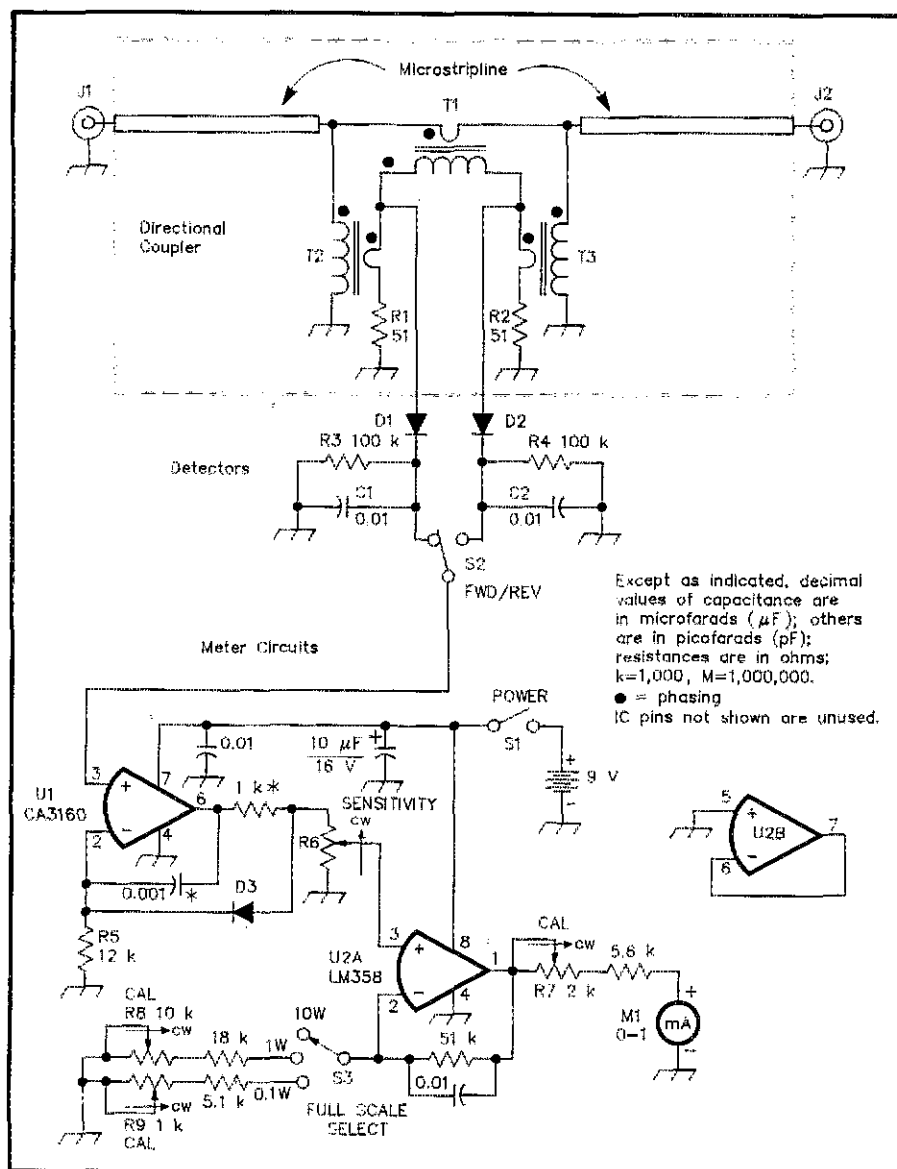 Microstripline
J1
T1
J2
Directional
Coupler
T2
T3
R1
51
R2
51
D1
D2
R3 100 k
R4 100 k
Detectors
C1
0.01
C2
0.01
S2
FWD/REV
Except as indicated, decimal
values of capacitance are
in microfarads (µF); others
are in picofarads (pF);
resistances are in ohms;
k=1,000, M=1,000,000.
● = phasing
IC pins not shown are unused.
Meter Circuits
POWER
S1
0.01
10 µF
16 V
+
+
9 V
-
U1
CA3160
3
+
7
6
2
-
4
1 k*
SENSITIVITY
R6
CW
0.001
*
D3
R5
12 k
5
+
U2B
7
6
-
U2A
LM358
3
+
8
1
2
-
4
CAL
CW
R7 2 k
5.6 k
+
M1
0-1
mA
-
CAL
R8 10 k
CW
18 k
1W
10W
S3
51 k
0.01
CW
R9 1 k
CAL
5.1 k
0.1W
FULL SCALE
SELECT